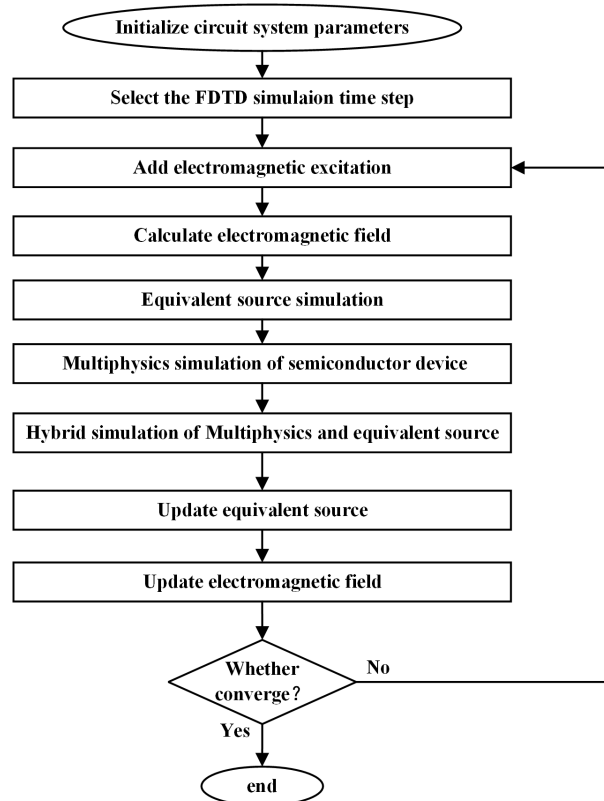 Initialize circuit system parameters
Select the FDTD simulaion time step
Add electromagnetic excitation
Calculate electromagnetic field
Equivalent source simulation
Multiphysics simulation of semiconductor device
Hybrid simulation of Multiphysics and equivalent source
Update equivalent source
Update electromagnetic field
Whether
converge?
No
Yes
end